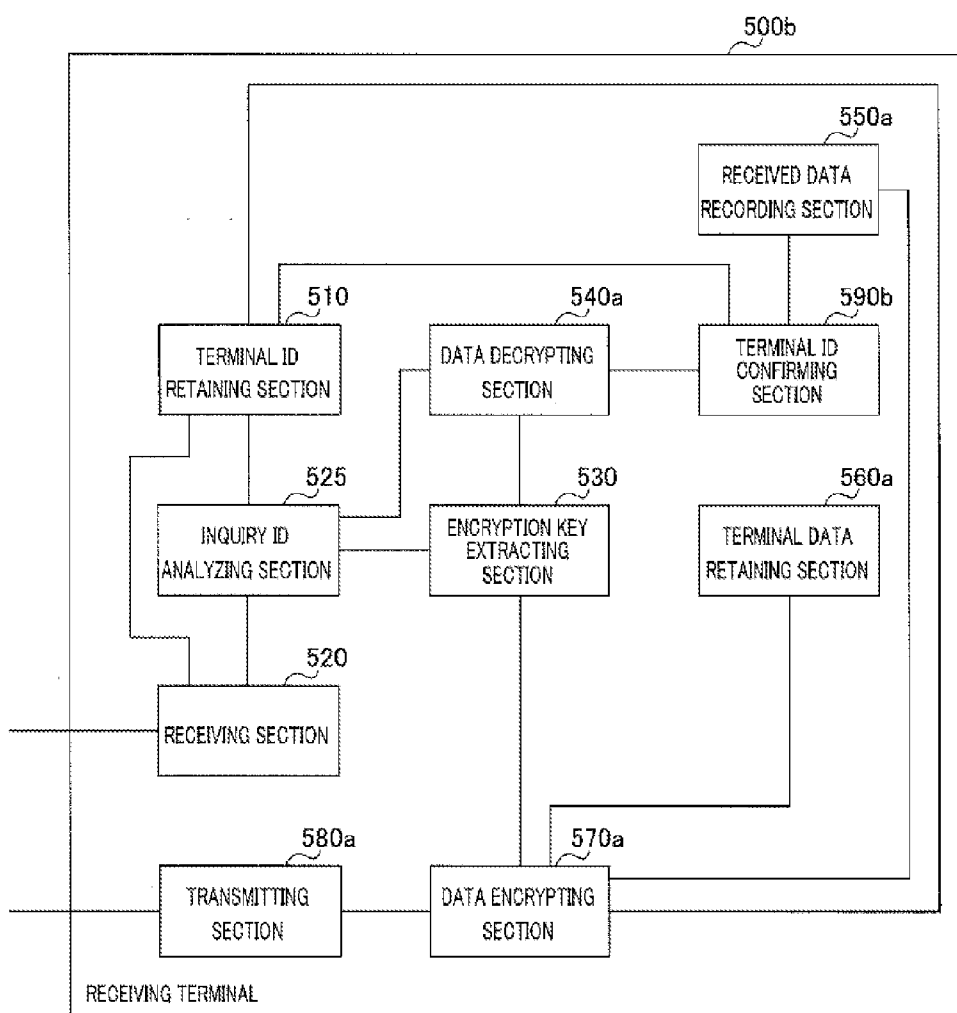 500b
550a
RECEIVED DATA
RECORDING SECTION
510
TERMINAL ID
RETAINING SECTION
540a
DATA DECRYPTING
SECTION
590b
TERMINAL ID
CONFIRMING
SECTION
525
INQUIRY ID
ANALYZING SECTION
530
ENCRYPTION KEY
EXTRACTING
SECTION
560a
TERMINAL DATA
RETAINING SECTION
520
RECEIVING SECTION
580a
TRANSMITTING
SECTION
570a
DATA ENCRYPTING
SECTION
RECEIVING TERMINAL